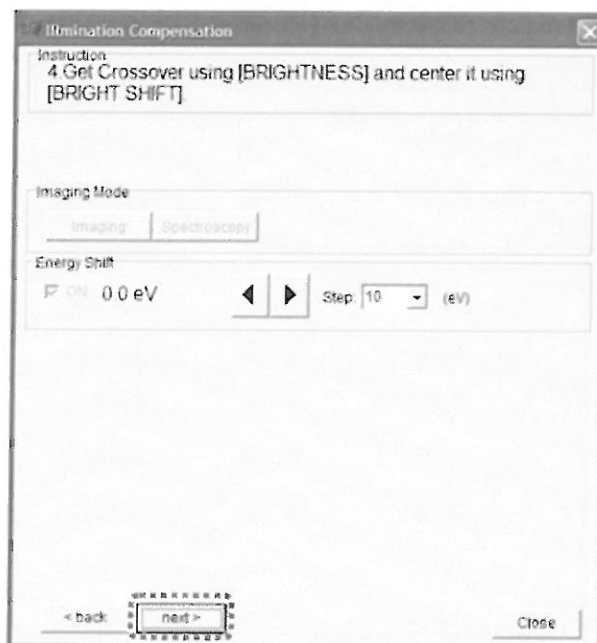 Illmination Compensation
Instruction
4.Get Crossover using [BRIGHTNESS] and center it using
[BRIGHT SHIFT].
Imaging Mode
Imaging Spectroscopy
Energy Shift
ON 0.0 eV Step: 10 (eV)
< back next > Close